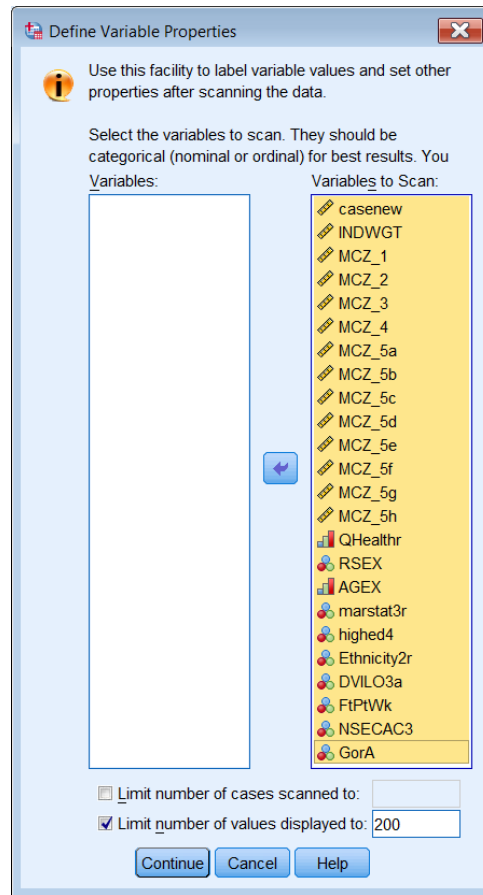 Define Variable Properties
Use this facility to label variable values and set other
properties after scanning the data.
Select the variables to scan. They should be
categorical (nominal or ordinal) for best results. You
Variables:
Variables to Scan:
casenew
INDWGT
MCZ_1
MCZ_2
MCZ_3
MCZ_4
MCZ_5a
MCZ_5b
MCZ_5c
MCZ_5d
MCZ_5e
MCZ_5f
MCZ_5g
MCZ_5h
QHealthr
RSEX
AGEX
marstat3r
highed4
Ethnicity2r
DVILO3a
FtPtWk
NSECAC3
GorA
Limit number of cases scanned to:
Limit number of values displayed to: 200
Continue Cancel Help